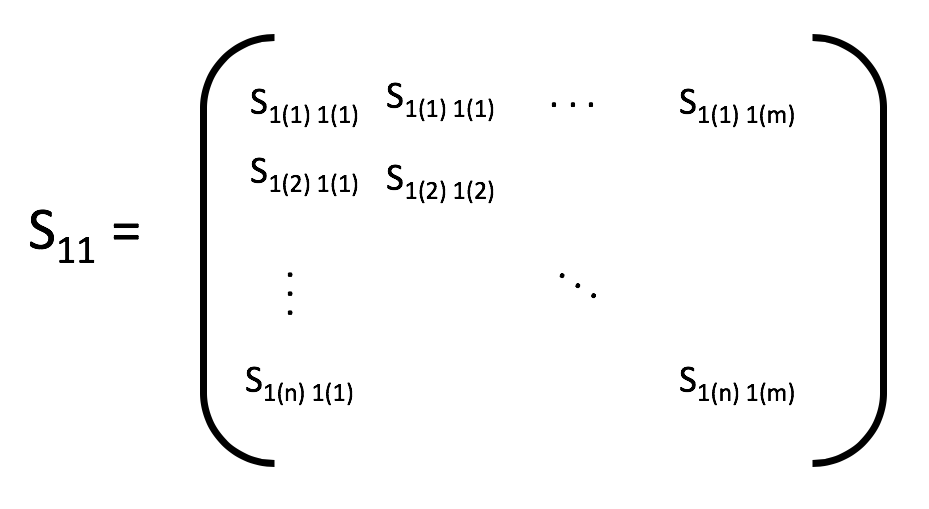 S₁₍₁₎ ₁₍₁₎ S₁₍₁₎ ₁₍₁₎ . . . S₁₍₁₎ ₁₍ₘ₎
S₁₍₂₎ ₁₍₁₎ S₁₍₂₎ ₁₍₂₎
S₁₁ =
⋮ ⋱
S₁₍ₙ₎ ₁₍₁₎ S₁₍ₙ₎ ₁₍ₘ₎